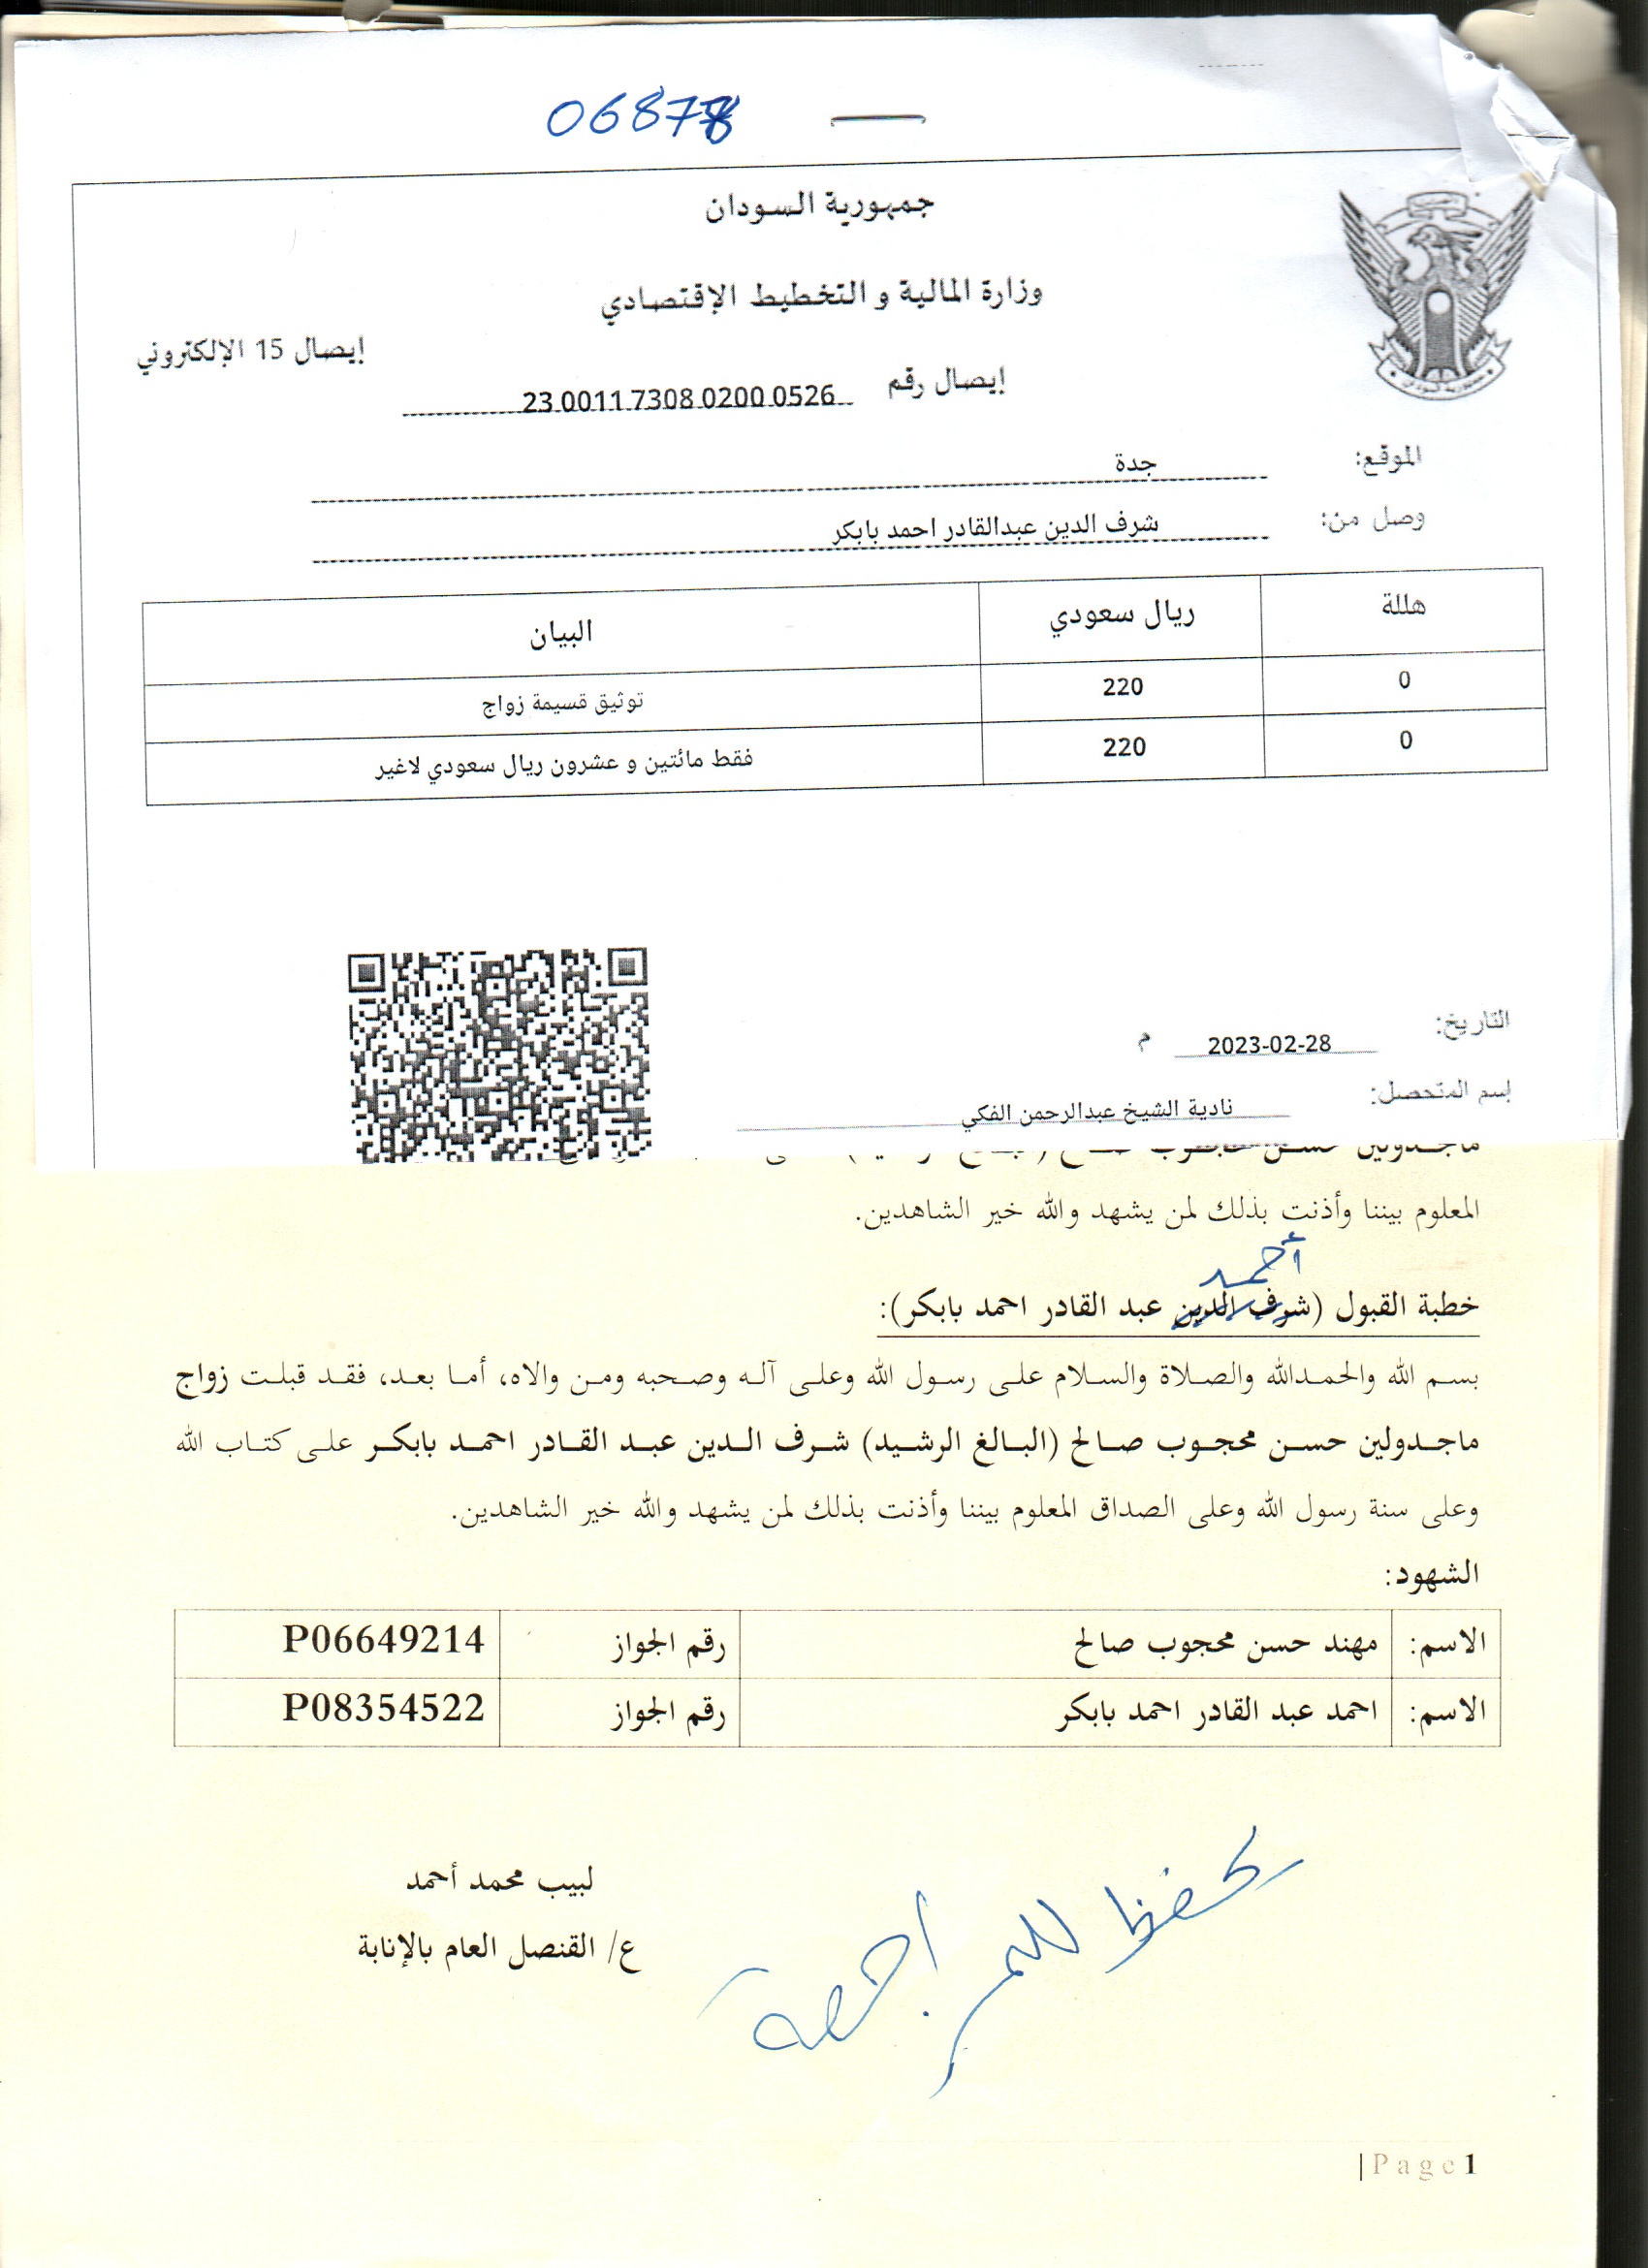 0687
جمهورية السودان
وزارة المالية و التخطيط الإقتصادي
إيصال 15 الإلكتروني
إيصال رقم 23 0011 7308 0200 0526
الموقع: جدة
وصل من: شرف الدين عبدالقادر احمد بابكر
هللة ريال سعودي البيان
0 220 توثيق قسيمة زواج
0 220 فقط مائتين و عشرون ريال سعودي لاغير
التاريخ: 2023-02-28 م
إسم المتحصل: نادية الشيخ عبدالرحمن الفكي
ماجدولين حسن محجوب صالح
المعلوم بيننا وأذنت بذلك لمن يشهد والله خير الشاهدين.
أحمد
خطبة القبول (شرف الدين عبد القادر احمد بابكر):
بسم الله والحمدالله والصلاة والسلام على رسول الله وعلى آله وصحبه ومن والاه، أما بعد، فقد قبلت زواج
ماجدولين حسن محجوب صالح (البالغ الرشيد) شرف الدين عبد القادر احمد بابكر على كتاب الله
وعلى سنة رسول الله وعلى الصداق المعلوم بيننا وأذنت بذلك لمن يشهد والله خير الشاهدين.
الشهود:
الاسم: مهند حسن محجوب صالح رقم الجواز P06649214
الاسم: احمد عبد القادر احمد بابكر رقم الجواز P08354522
لبيب محمد أحمد
ع/ القنصل العام بالإنابة
يحفظ للمراجعة
|Page1